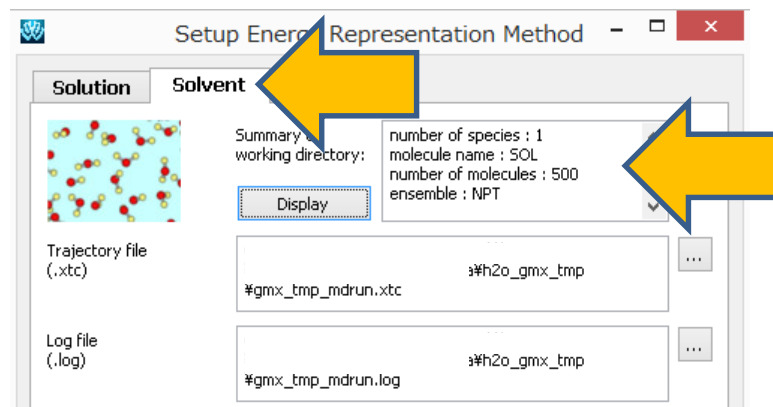 Setup Energy Representation Method
Solution Solvent
Summary
working directory:
number of species : 1
molecule name : SOL
number of molecules : 500
ensemble : NPT
Display
Trajectory file
(.xtc)
¥h2o_gmx_tmp
¥gmx_tmp_mdrun.xtc
...
Log file
(.log)
¥h2o_gmx_tmp
¥gmx_tmp_mdrun.log
...